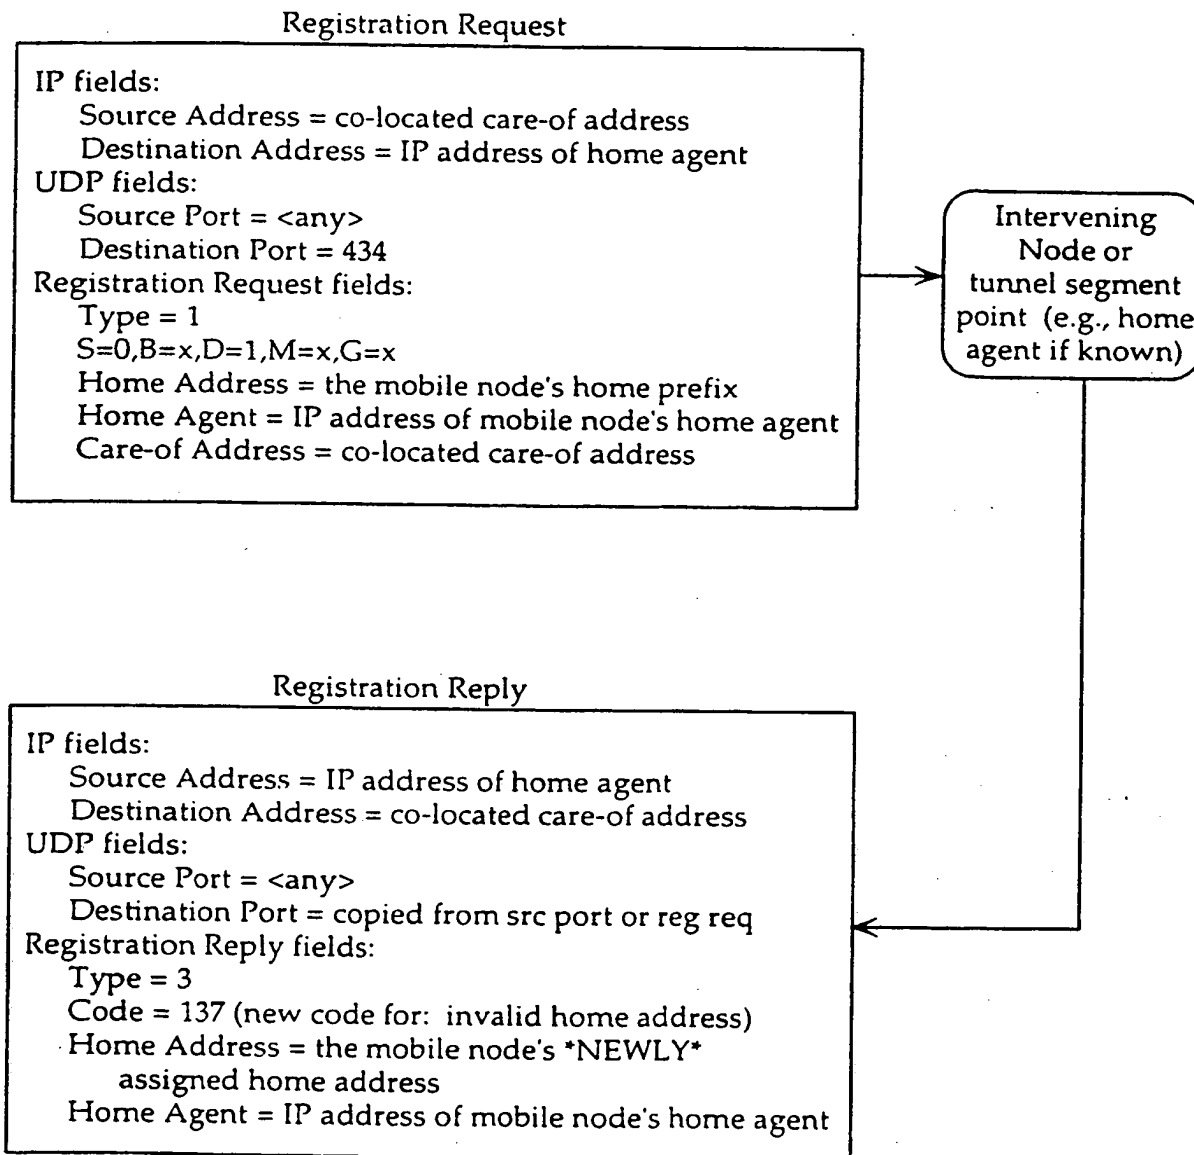 Registration Request
IP fields:
Source Address = co-located care-of address
Destination Address = IP address of home agent
UDP fields:
Source Port = <any>
Destination Port = 434
Registration Request fields:
Type = 1
S=0,B=x,D=1,M=x,G=x
Home Address = the mobile node's home prefix
Home Agent = IP address of mobile node's home agent
Care-of Address = co-located care-of address
Intervening
Node or
tunnel segment
point (e.g., home
agent if known)
Registration Reply
IP fields:
Source Address = IP address of home agent
Destination Address = co-located care-of address
UDP fields:
Source Port = <any>
Destination Port = copied from src port or reg req
Registration Reply fields:
Type = 3
Code = 137 (new code for: invalid home address)
Home Address = the mobile node's *NEWLY*
assigned home address
Home Agent = IP address of mobile node's home agent